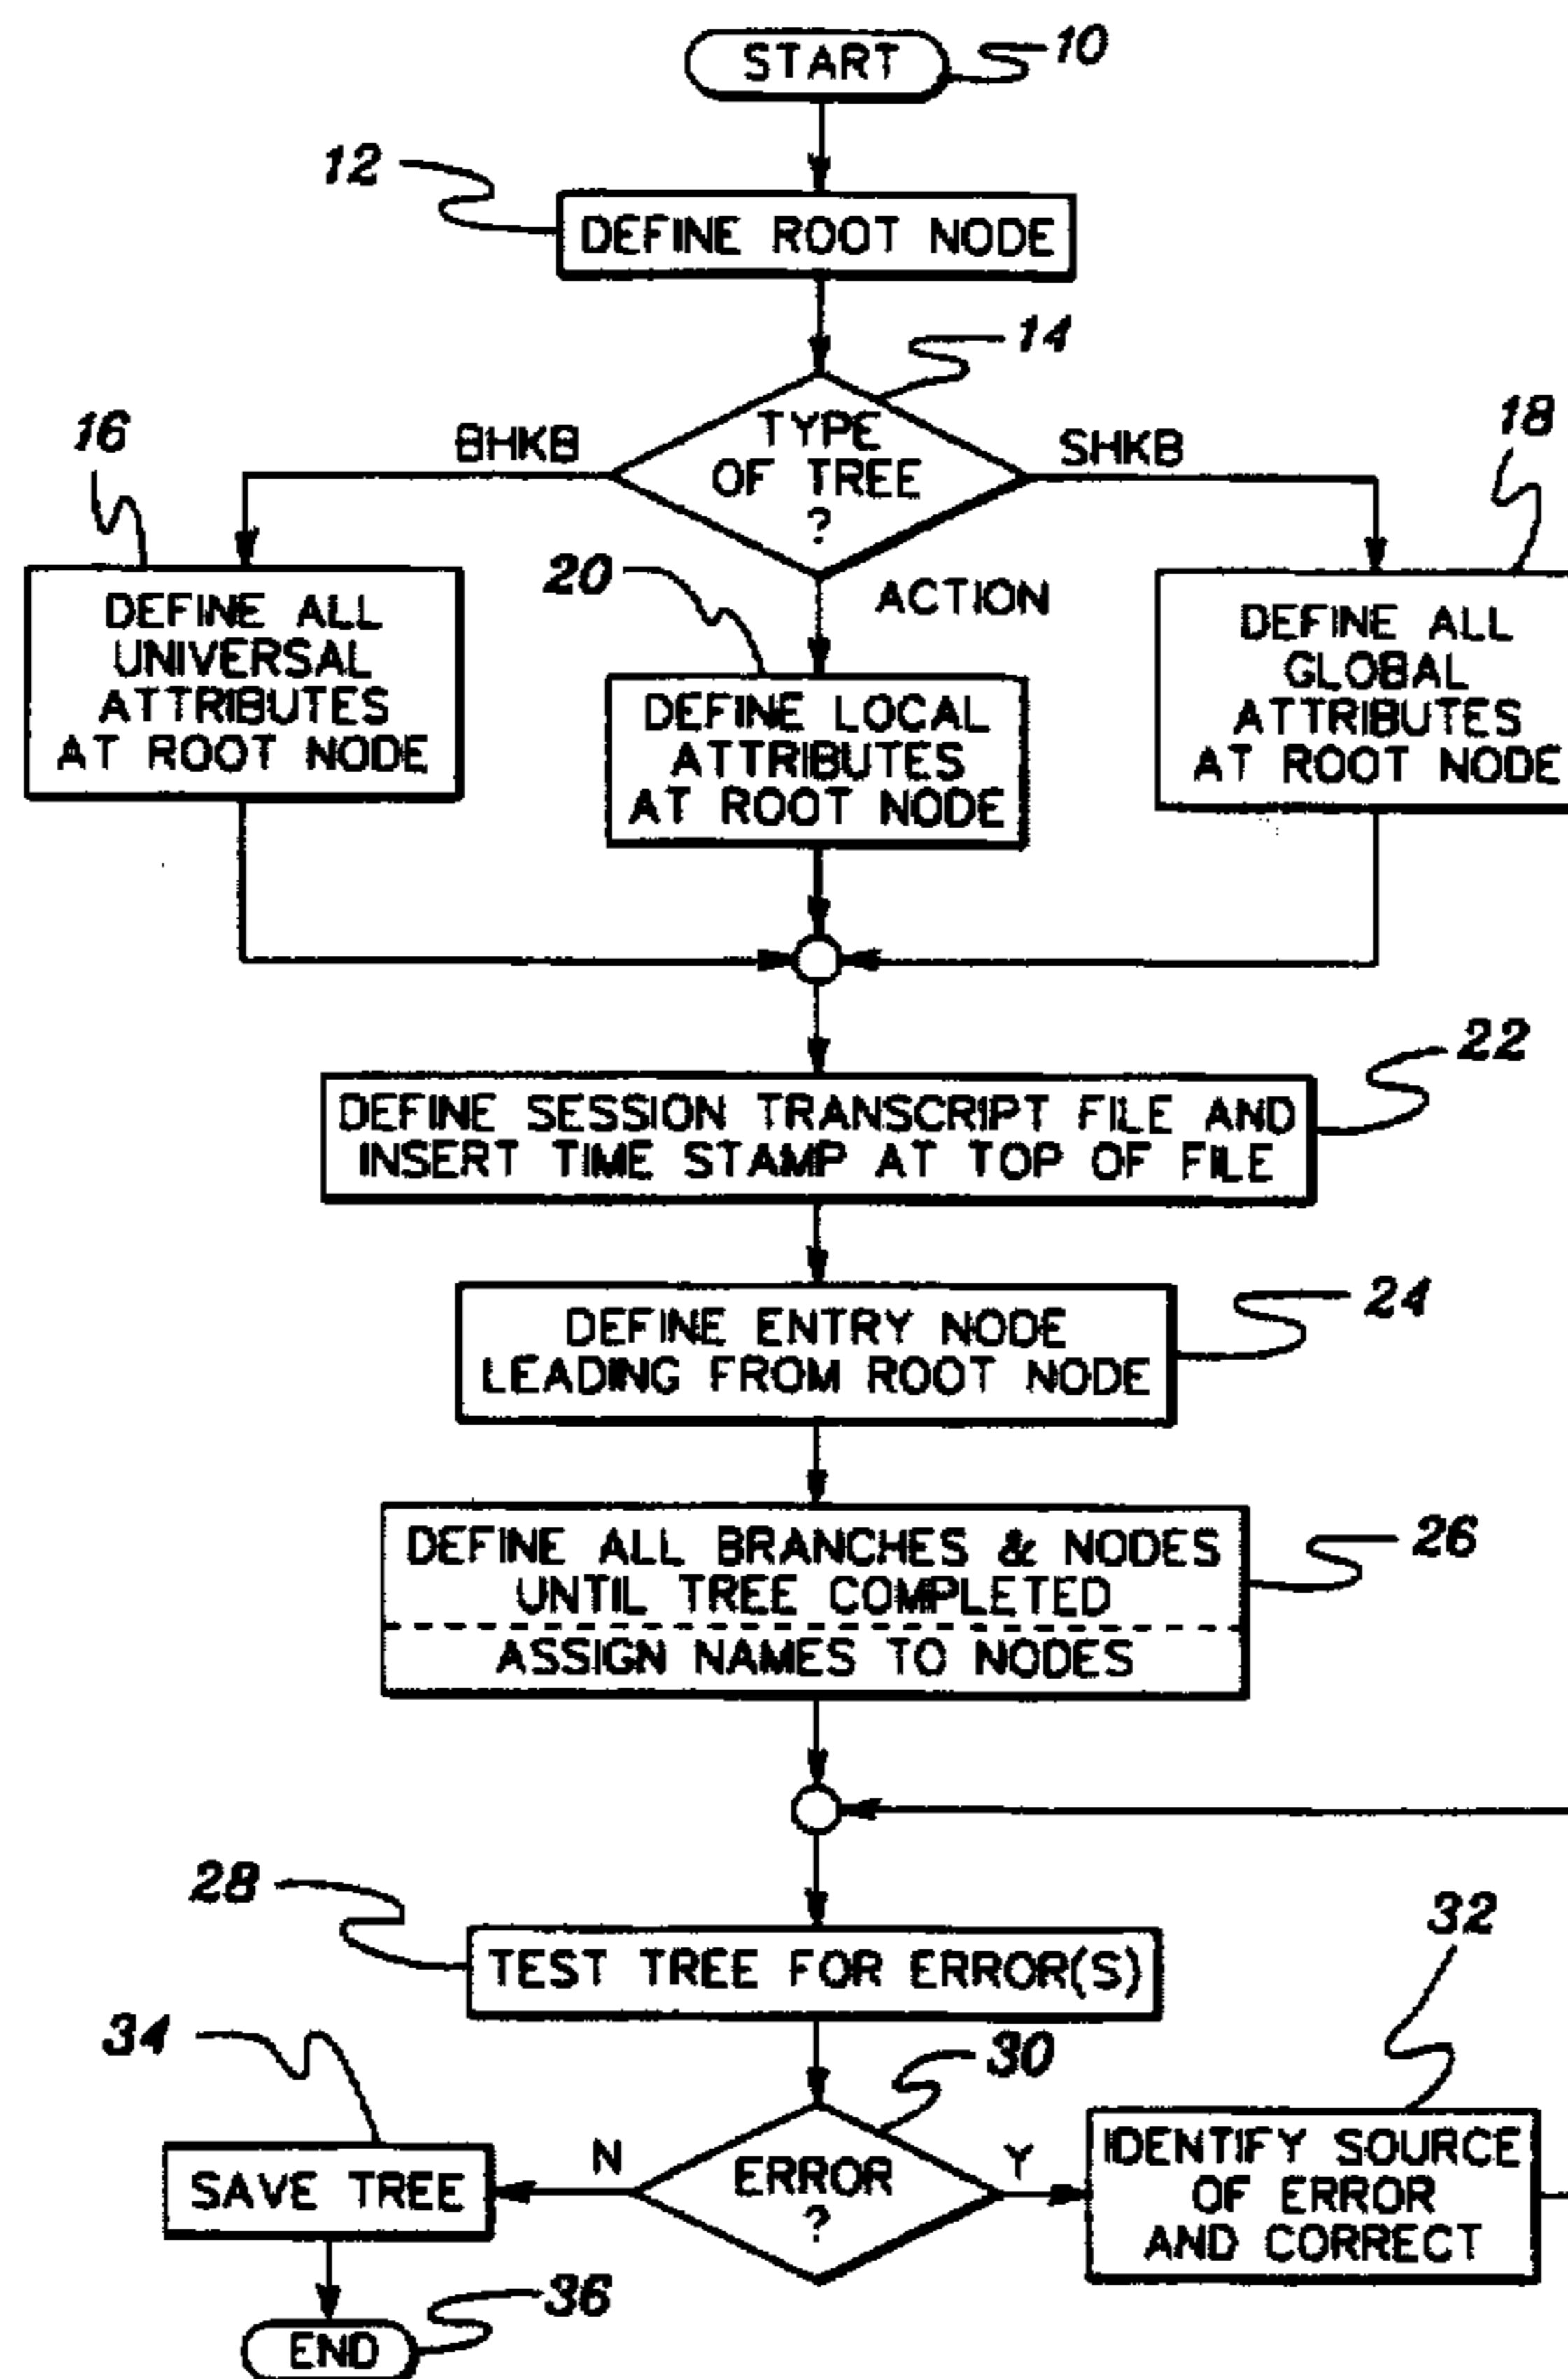 START
10
12
DEFINE ROOT NODE
14
TYPE
OF TREE
?
BHKB
SHKB
ACTION
16
DEFINE ALL
UNIVERSAL
ATTRIBUTES
AT ROOT NODE
20
DEFINE LOCAL
ATTRIBUTES
AT ROOT NODE
18
DEFINE ALL
GLOBAL
ATTRIBUTES
AT ROOT NODE
22
DEFINE SESSION TRANSCRIPT FILE AND
INSERT TIME STAMP AT TOP OF FILE
24
DEFINE ENTRY NODE
LEADING FROM ROOT NODE
26
DEFINE ALL BRANCHES & NODES
UNTIL TREE COMPLETED
ASSIGN NAMES TO NODES
28
TEST TREE FOR ERROR(S)
30
ERROR
?
N
Y
32
IDENTIFY SOURCE
OF ERROR
AND CORRECT
34
SAVE TREE
36
END